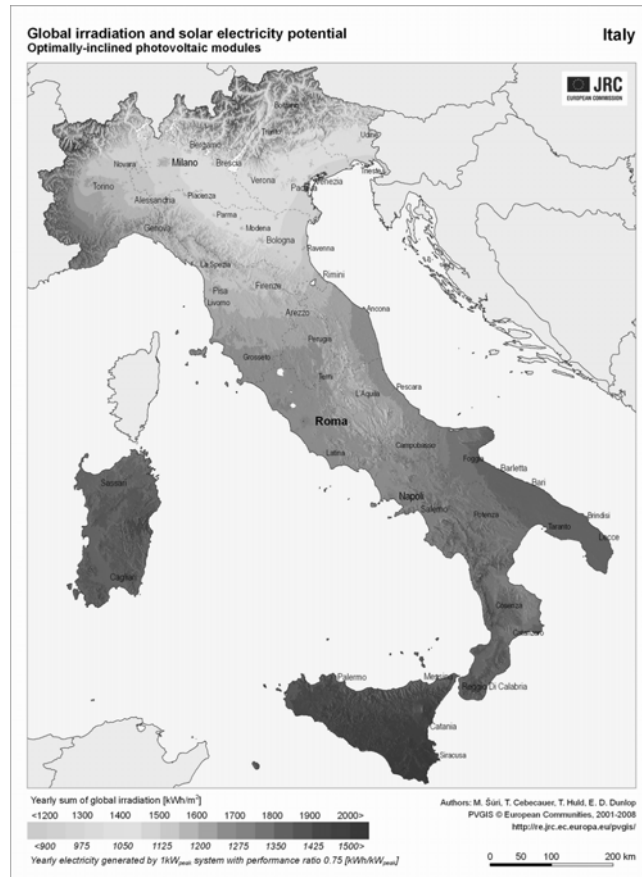 Global irradiation and solar electricity potential
Optimally-inclined photovoltaic modules
Italy
JRC
EUROPEAN COMMISSION
Bolzano
Trento
Udine
Bergamo
Novara
Milano
Brescia
Trieste
Verona
Padova
Venezia
Torino
Piacenza
Alessandria
Parma
Modena
Genova
Bologna
Ravenna
La Spezia
Rimini
Firenze
Pisa
Livorno
Ancona
Arezzo
Perugia
Grosseto
Terni
L'Aquila
Pescara
Roma
Campobasso
Latina
Foggia
Barletta
Bari
Sassari
Napoli
Salerno
Potenza
Brindisi
Taranto
Lecce
Cagliari
Cosenza
Catanzaro
Palermo
Messina
Reggio Di Calabria
Catania
Siracusa
Yearly sum of global irradiation [kWh/m²]
<1200 1300 1400 1500 1600 1700 1800 1900 2000>
<900 975 1050 1125 1200 1275 1350 1425 1500>
Yearly electricity generated by 1kWpeak system with performance ratio 0.75 [kWh/kWpeak]
Authors: M. Šúri, T. Cebecauer, T. Huld, E. D. Dunlop
PVGIS © European Communities, 2001-2008
http://re.jrc.ec.europa.eu/pvgis/
0 50 100 200 km